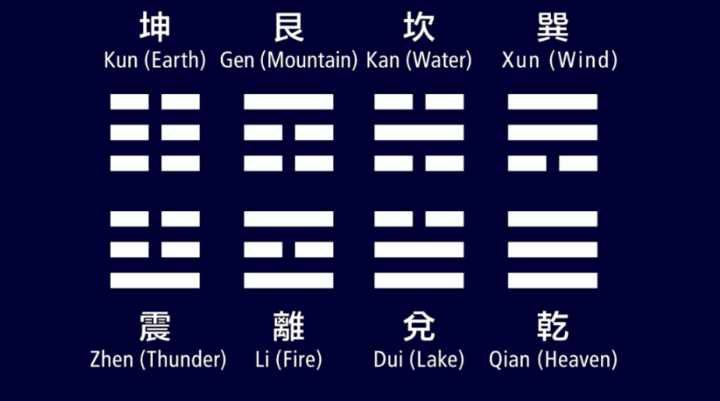 坤 艮 坎 巽
Kun (Earth) Gen (Mountain) Kan (Water) Xun (Wind)
震 離 兌 乾
Zhen (Thunder) Li (Fire) Dui (Lake) Qian (Heaven)